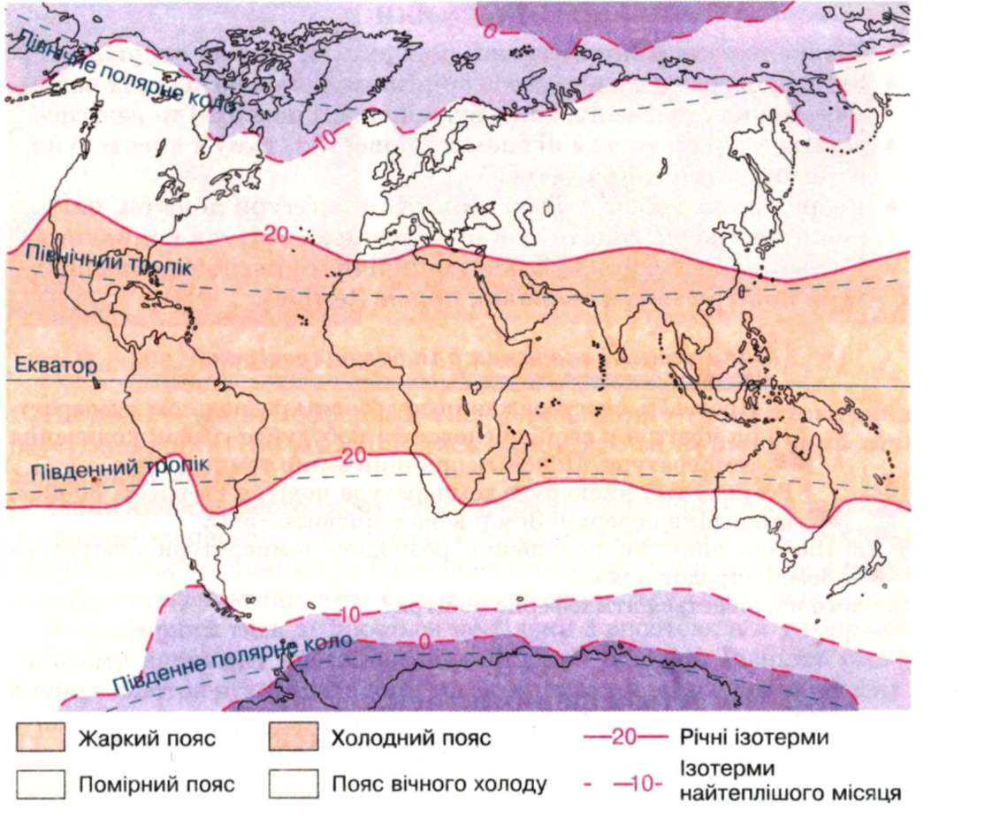 0
Північне полярне коло
10
20
Північний тропік
Екватор
Південний тропік
20
10
0
Південне полярне коло
Жаркий пояс
Холодний пояс
—20— Річні ізотерми
Помірний пояс
Пояс вічного холоду
- —10- Ізотерми
найтеплішого місяця